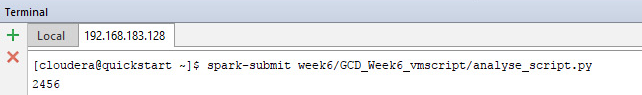 Terminal
Local 192.168.183.128
[cloudera@quickstart ~]$ spark-submit week6/GCD_Week6_vmscript/analyse_script.py
2456